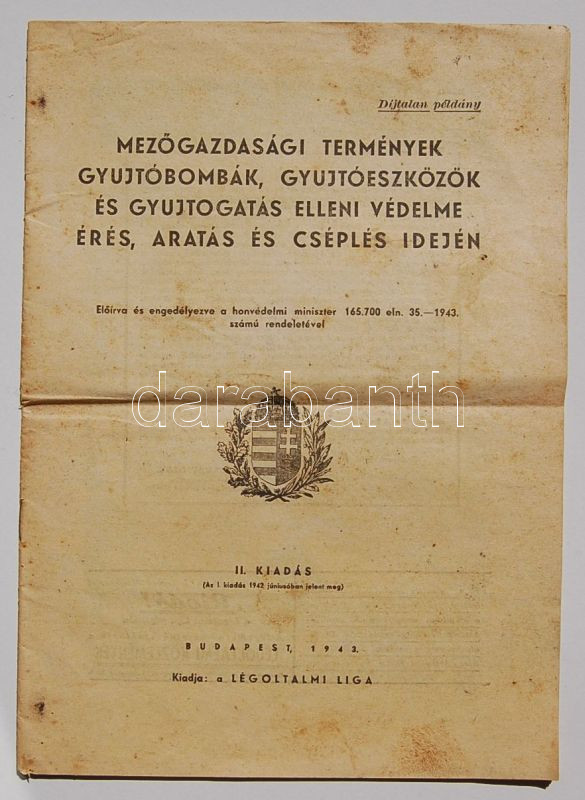 Díjtalan példány
MEZŐGAZDASÁGI TERMÉNYEK
GYUJTÓBOMBÁK, GYUJTÓESZKÖZÖK
ÉS GYUJTOGATÁS ELLENI VÉDELME
ÉRÉS, ARATÁS ÉS CSÉPLÉS IDEJÉN
Előírva és engedélyezve a honvédelmi miniszter 165.700 eln. 35.—1943.
számú rendeletével
darabanth
II. KIADÁS
(Az I. kiadás 1942 júniusában jelent meg)
BUDAPEST, 1943.
Kiadja: a LÉGOLTALMI LIGA